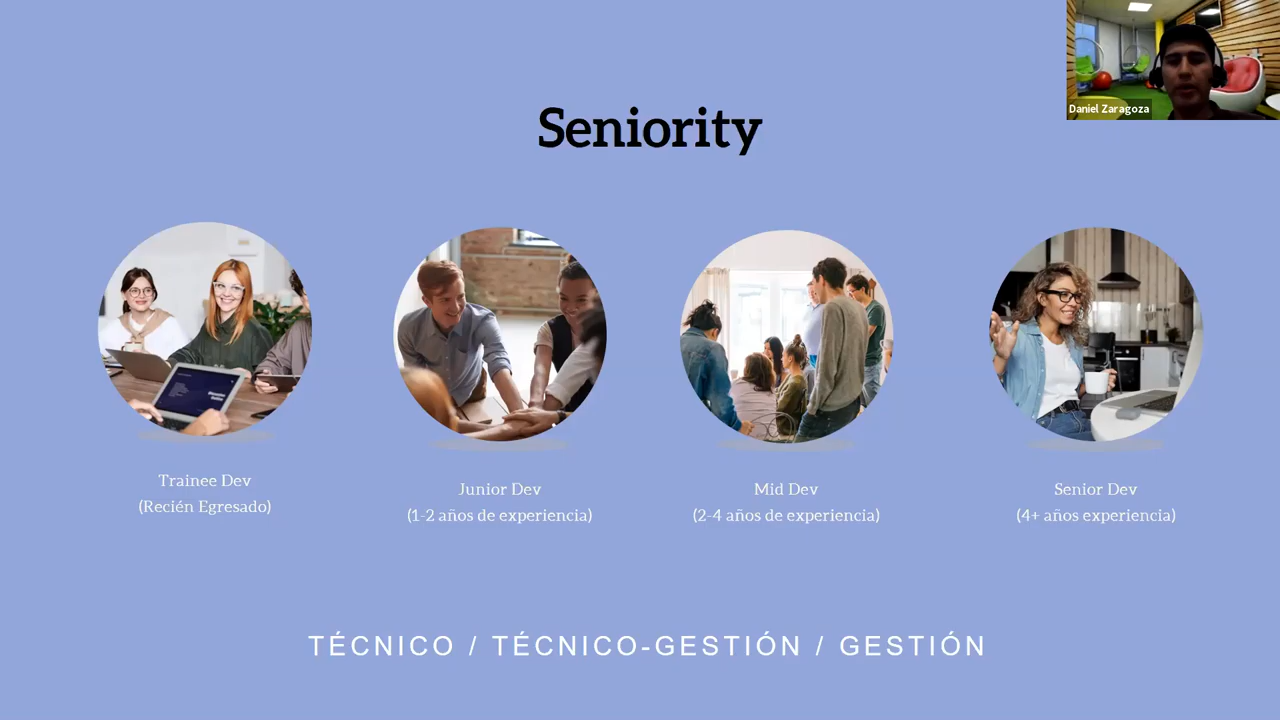 Daniel Zaragoza
Seniority
Trainee Dev
(Recién Egresado)
Junior Dev
(1-2 años de experiencia)
Mid Dev
(2-4 años de experiencia)
Senior Dev
(4+ años experiencia)
TÉCNICO / TÉCNICO-GESTIÓN / GESTIÓN